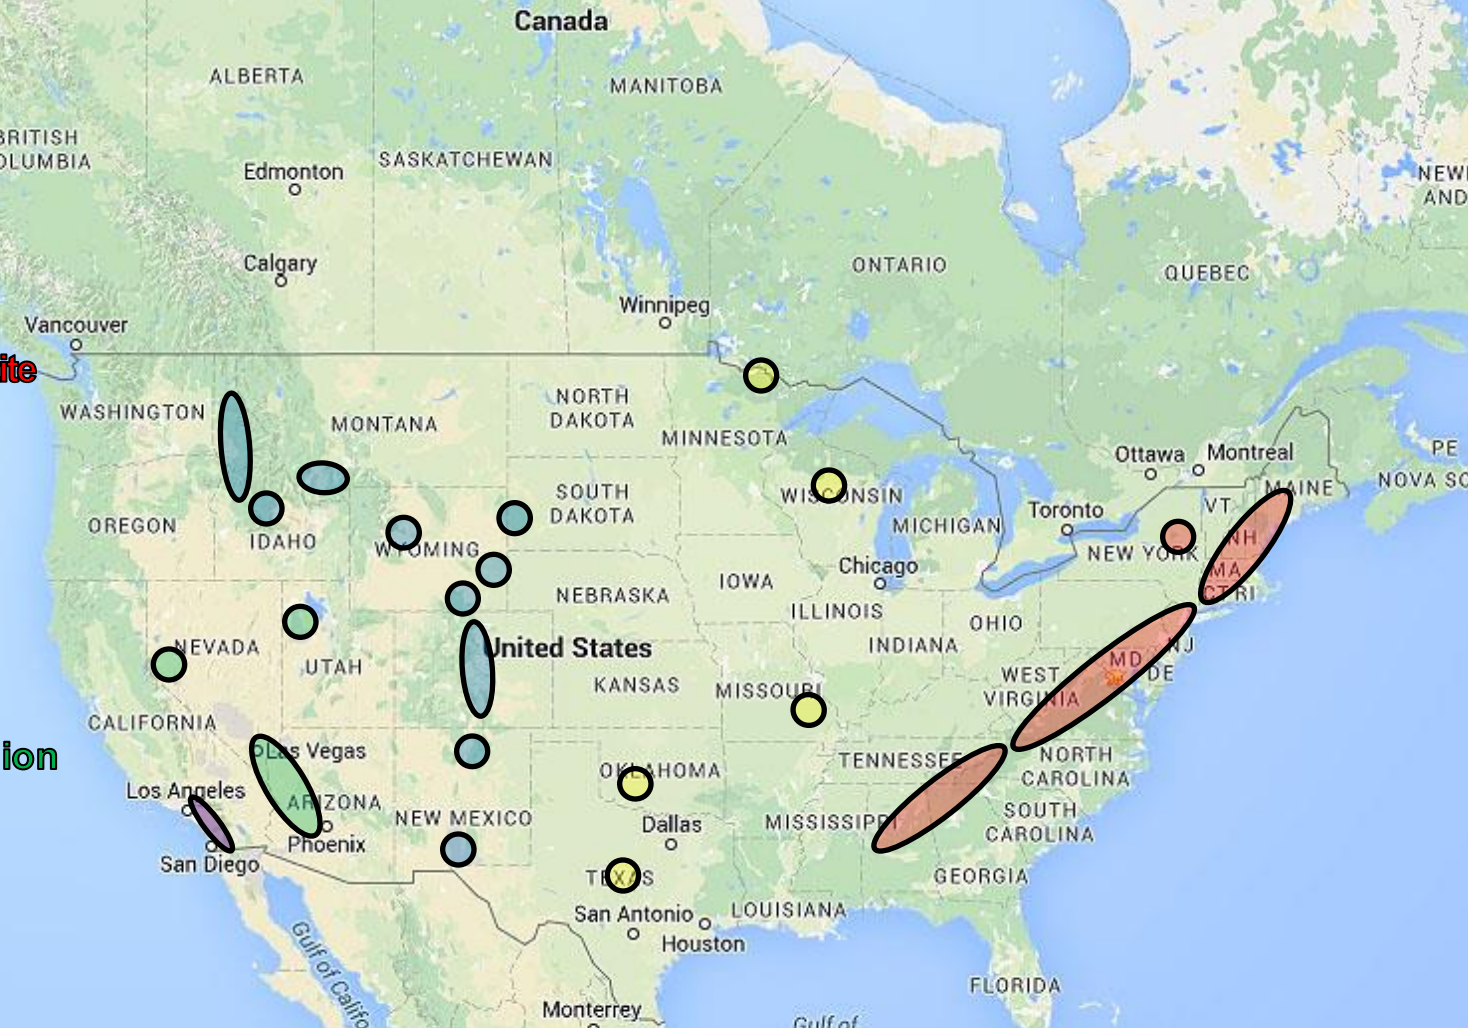 Canada
ALBERTA
MANITOBA
BRITISH
OLUMBIA
SASKATCHEWAN
Edmonton
NEW
AND
Calgary
ONTARIO
QUEBEC
Winnipeg
Vancouver
ite
WASHINGTON
MONTANA
NORTH
DAKOTA
MINNESOTA
Ottawa
Montreal
PE
NOVA SC
MAINE
VT
OREGON
IDAHO
WYOMING
SOUTH
DAKOTA
WISCONSIN
MICHIGAN
Toronto
NEW YORK
NH
MA
CT RI
Chicago
IOWA
NEBRASKA
ILLINOIS
INDIANA
OHIO
NEVADA
UTAH
United States
KANSAS
MISSOURI
WEST
VIRGINIA
MD
NJ
DE
CALIFORNIA
ion
Las Vegas
Los Angeles
ARIZONA
Phoenix
San Diego
NEW MEXICO
OKLAHOMA
Dallas
TENNESSEE
NORTH
CAROLINA
MISSISSIPPI
SOUTH
CAROLINA
TEXAS
GEORGIA
San Antonio
Houston
LOUISIANA
FLORIDA
Gulf of Califo
Monterrey
Gulf of